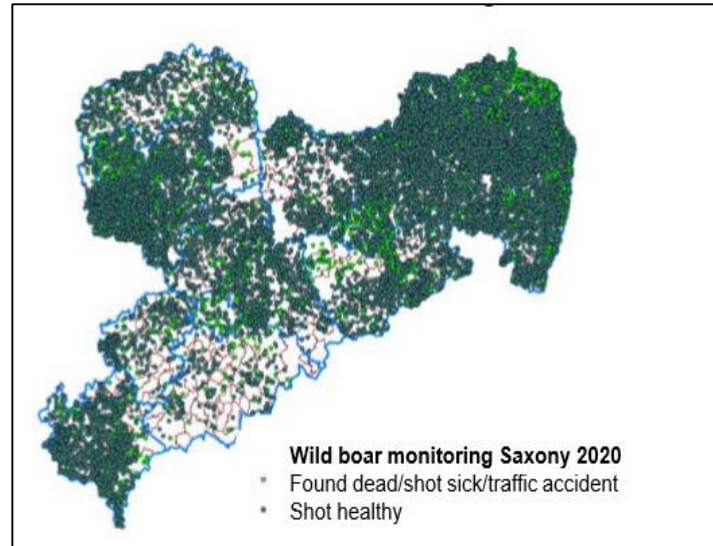 Wild boar monitoring Saxony 2020
Found dead/shot sick/traffic accident
Shot healthy